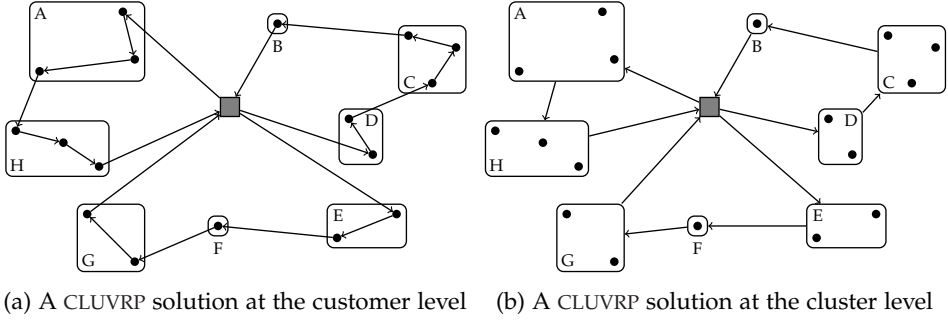 A
B
C
D
H
E
F
G
A
B
C
D
H
E
F
G
(a) A CLUVRP solution at the customer level
(b) A CLUVRP solution at the cluster level